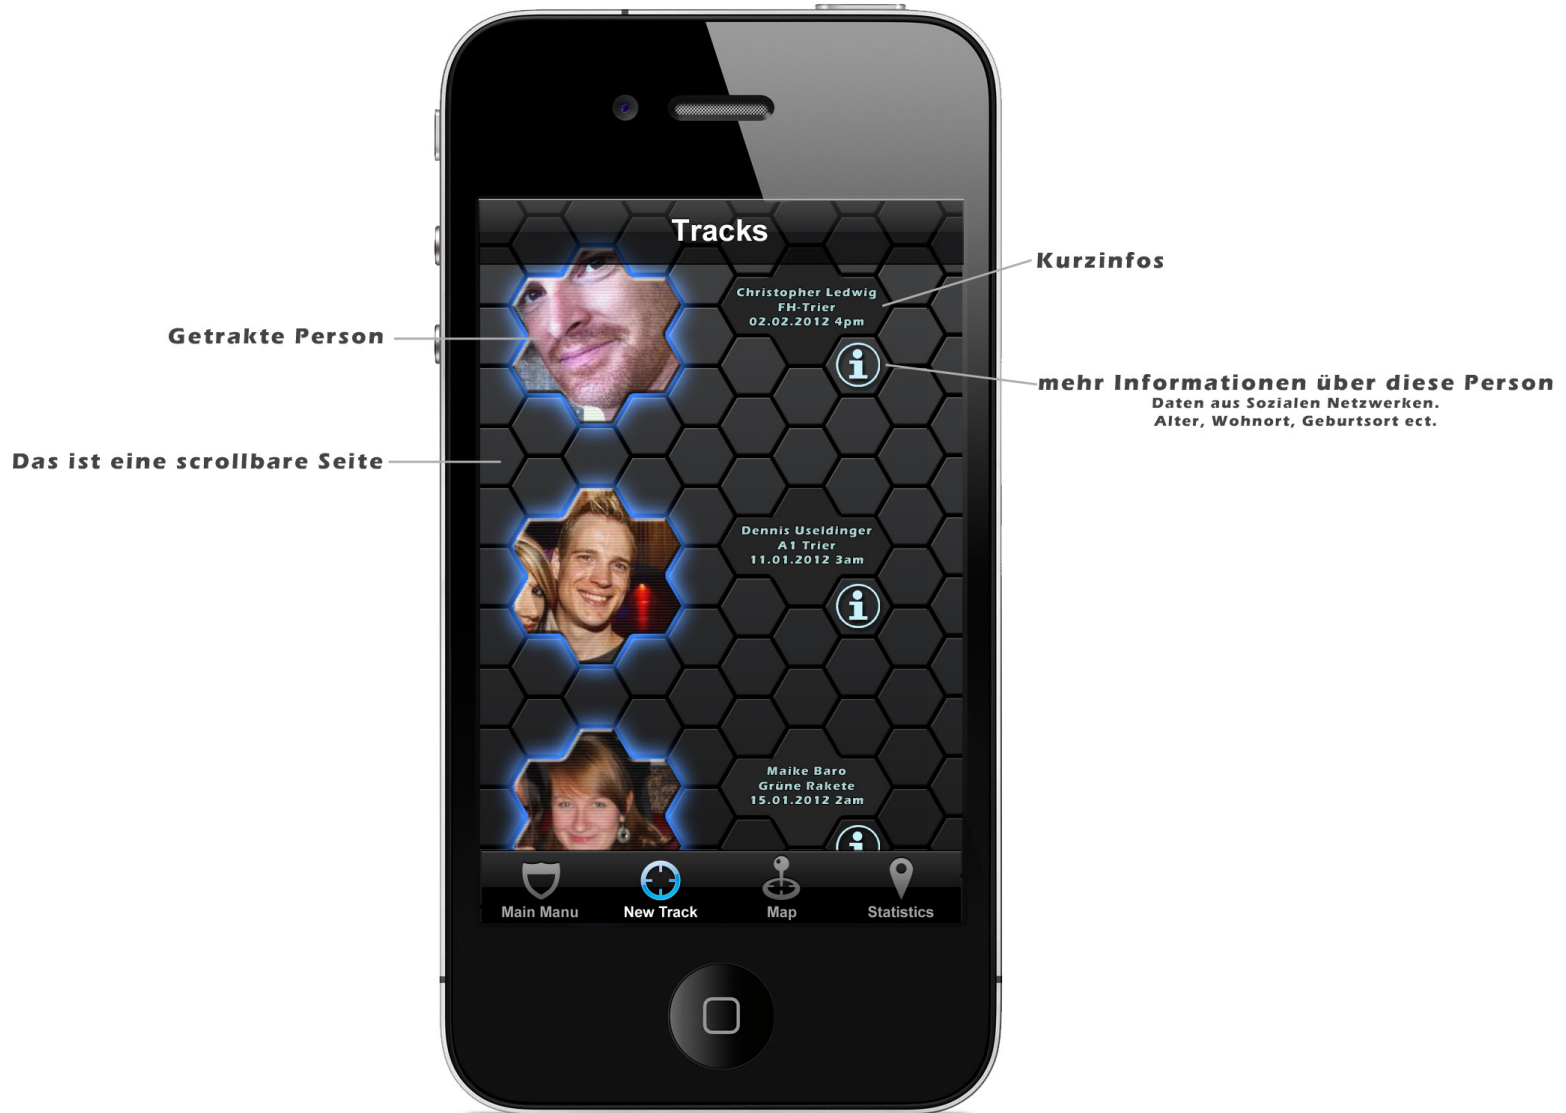 Tracks
Kurzinfos
Christopher Ledwig
FH-Trier
02.02.2012 4pm
Getrakte Person
mehr Informationen über diese Person
Daten aus Sozialen Netzwerken.
Alter, Wohnort, Geburtsort ect.
Das ist eine scrollbare Seite
Dennis Useldinger
A1 Trier
11.01.2012 3am
Maike Baro
Grüne Rakete
15.01.2012 2am
Main Manu
New Track
Map
Statistics